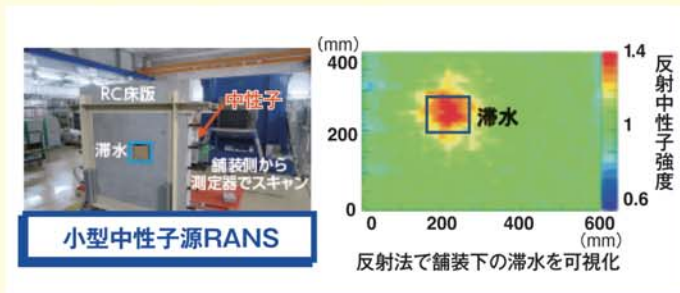 RC床版
中性子
滞水
舗装側から
測定器でスキャン
小型中性子源RANS
(mm)
400
200
0
0
200
400
600
(mm)
滞水
1.4
1
0.6
反射中性子強度
反射法で舗装下の滞水を可視化